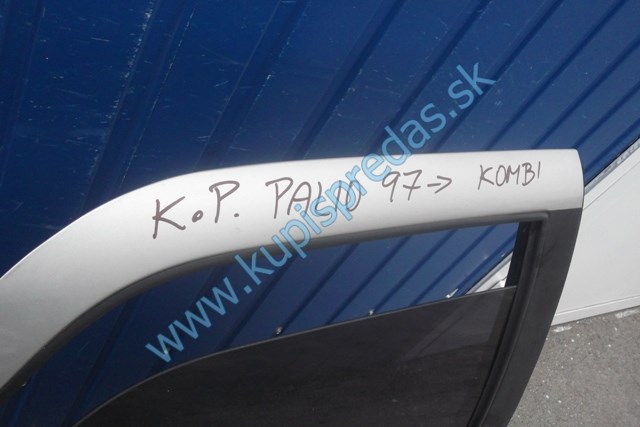 K.P. PALIO 97-> KOMBI
www.kupispredas.sk